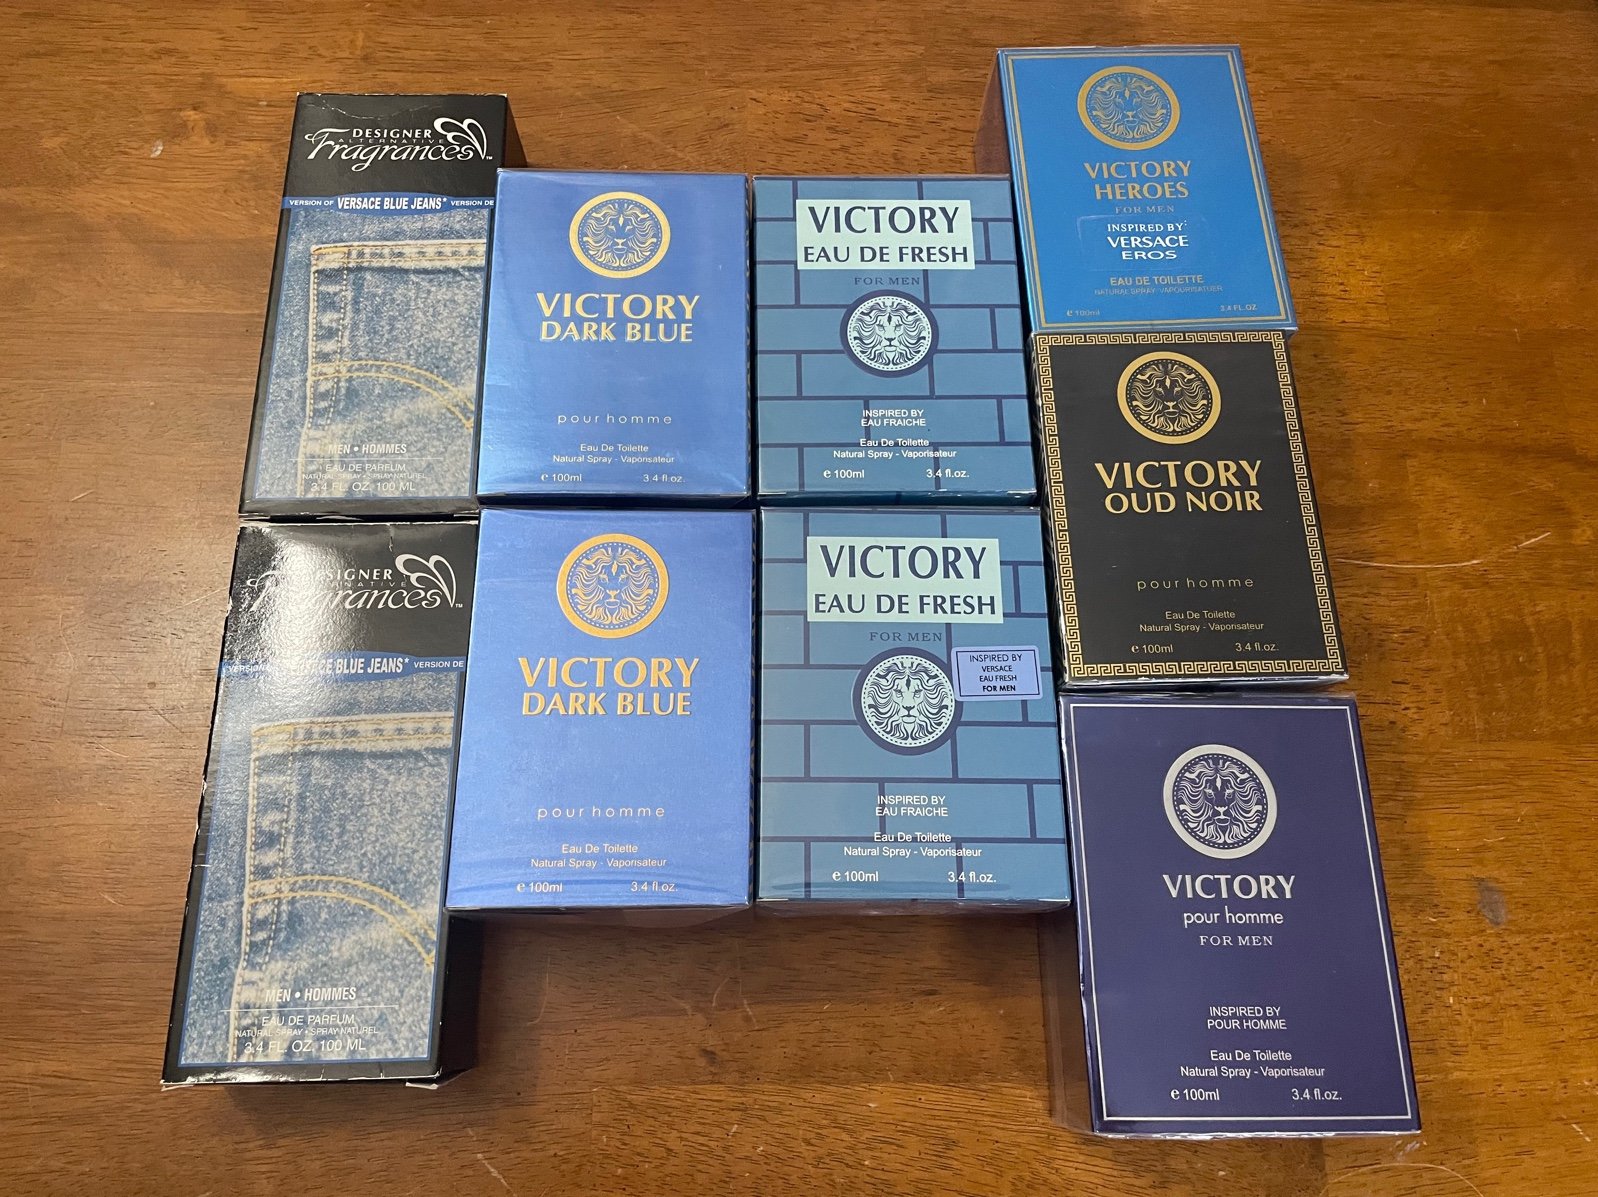 DESIGNER
ALTERNATIVE
Fragrances™
VERSION OF VERSACE BLUE JEANS* VERSION DE
MEN • HOMMES
EAU DE PARFUM
NATURAL SPRAY • SPRAY NATUREL
3.4 FL. OZ. 100 ML
VICTORY
DARK BLUE
pour homme
Eau De Toilette
Natural Spray - Vaporisateur
e 100ml 3.4 fl.oz.
VICTORY
EAU DE FRESH
FOR MEN
INSPIRED BY
EAU FRAICHE
Eau De Toilette
Natural Spray - Vaporisateur
e 100ml 3.4 fl.oz.
VICTORY
HEROES
FOR MEN
INSPIRED BY*
VERSACE
EROS
EAU DE TOILETTE
NATURAL SPRAY VAPOURISATUER
e 100ml 3.4 FL.OZ
VICTORY
OUD NOIR
pour homme
Eau De Toilette
Natural Spray - Vaporisateur
e 100ml 3.4 fl.oz.
DESIGNER
Fragrances™
BLUE JEANS* VERSION DE
MEN • HOMMES
EAU DE PARFUM
NATURAL SPRAY • SPRAY NATUREL
3.4 FL. OZ. 100 ML
VICTORY
DARK BLUE
pour homme
Eau De Toilette
Natural Spray - Vaporisateur
e 100ml 3.4 fl.oz.
VICTORY
EAU DE FRESH
FOR MEN
INSPIRED BY
VERSACE
EAU FRESH
FOR MEN
INSPIRED BY
EAU FRAICHE
Eau De Toilette
Natural Spray - Vaporisateur
e 100ml 3.4 fl.oz.
VICTORY
pour homme
FOR MEN
INSPIRED BY
POUR HOMME
Eau De Toilette
Natural Spray - Vaporisateur
e 100ml 3.4 fl.oz.